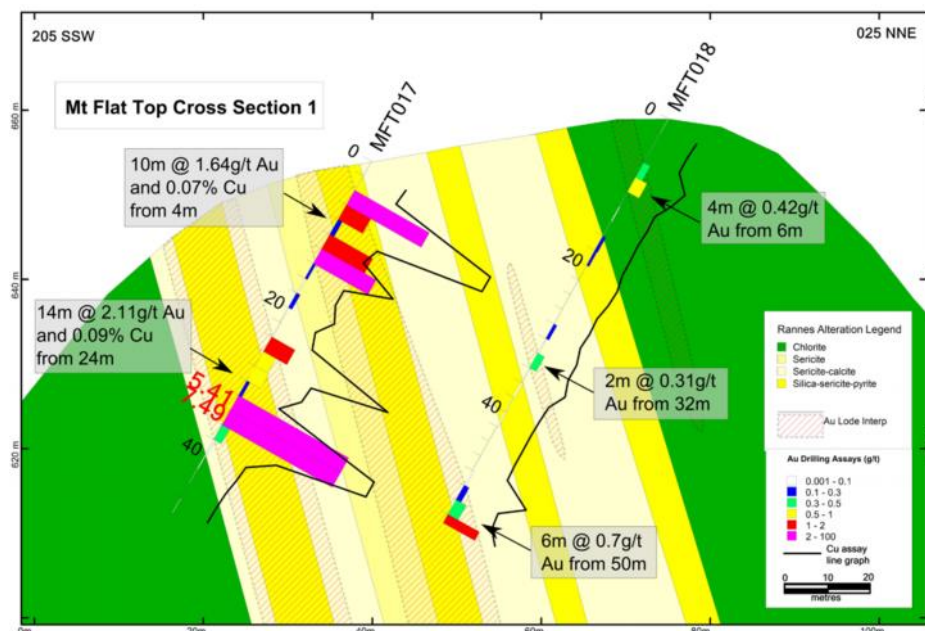 205 SSW
025 NNE
Mt Flat Top Cross Section 1
660m
640m
620m
0m
20m
40m
60m
80m
100m
0
MFT017
20
40
0
MFT018
20
40
10m @ 1.64g/t Au
and 0.07% Cu
from 4m
14m @ 2.11g/t Au
and 0.09% Cu
from 24m
5.41
7.49
4m @ 0.42g/t
Au from 6m
2m @ 0.31g/t
Au from 32m
6m @ 0.7g/t
Au from 50m
Rannes Alteration Legend
Chlorite
Sericite
Sericite-calcite
Silica-sericite-pyrite
Au Lode Interp
Au Drilling Assays (g/t)
0.001 - 0.1
0.1 - 0.3
0.3 - 0.5
0.5 - 1
1 - 2
2 - 100
Cu assay
line graph
0 10 20
metres